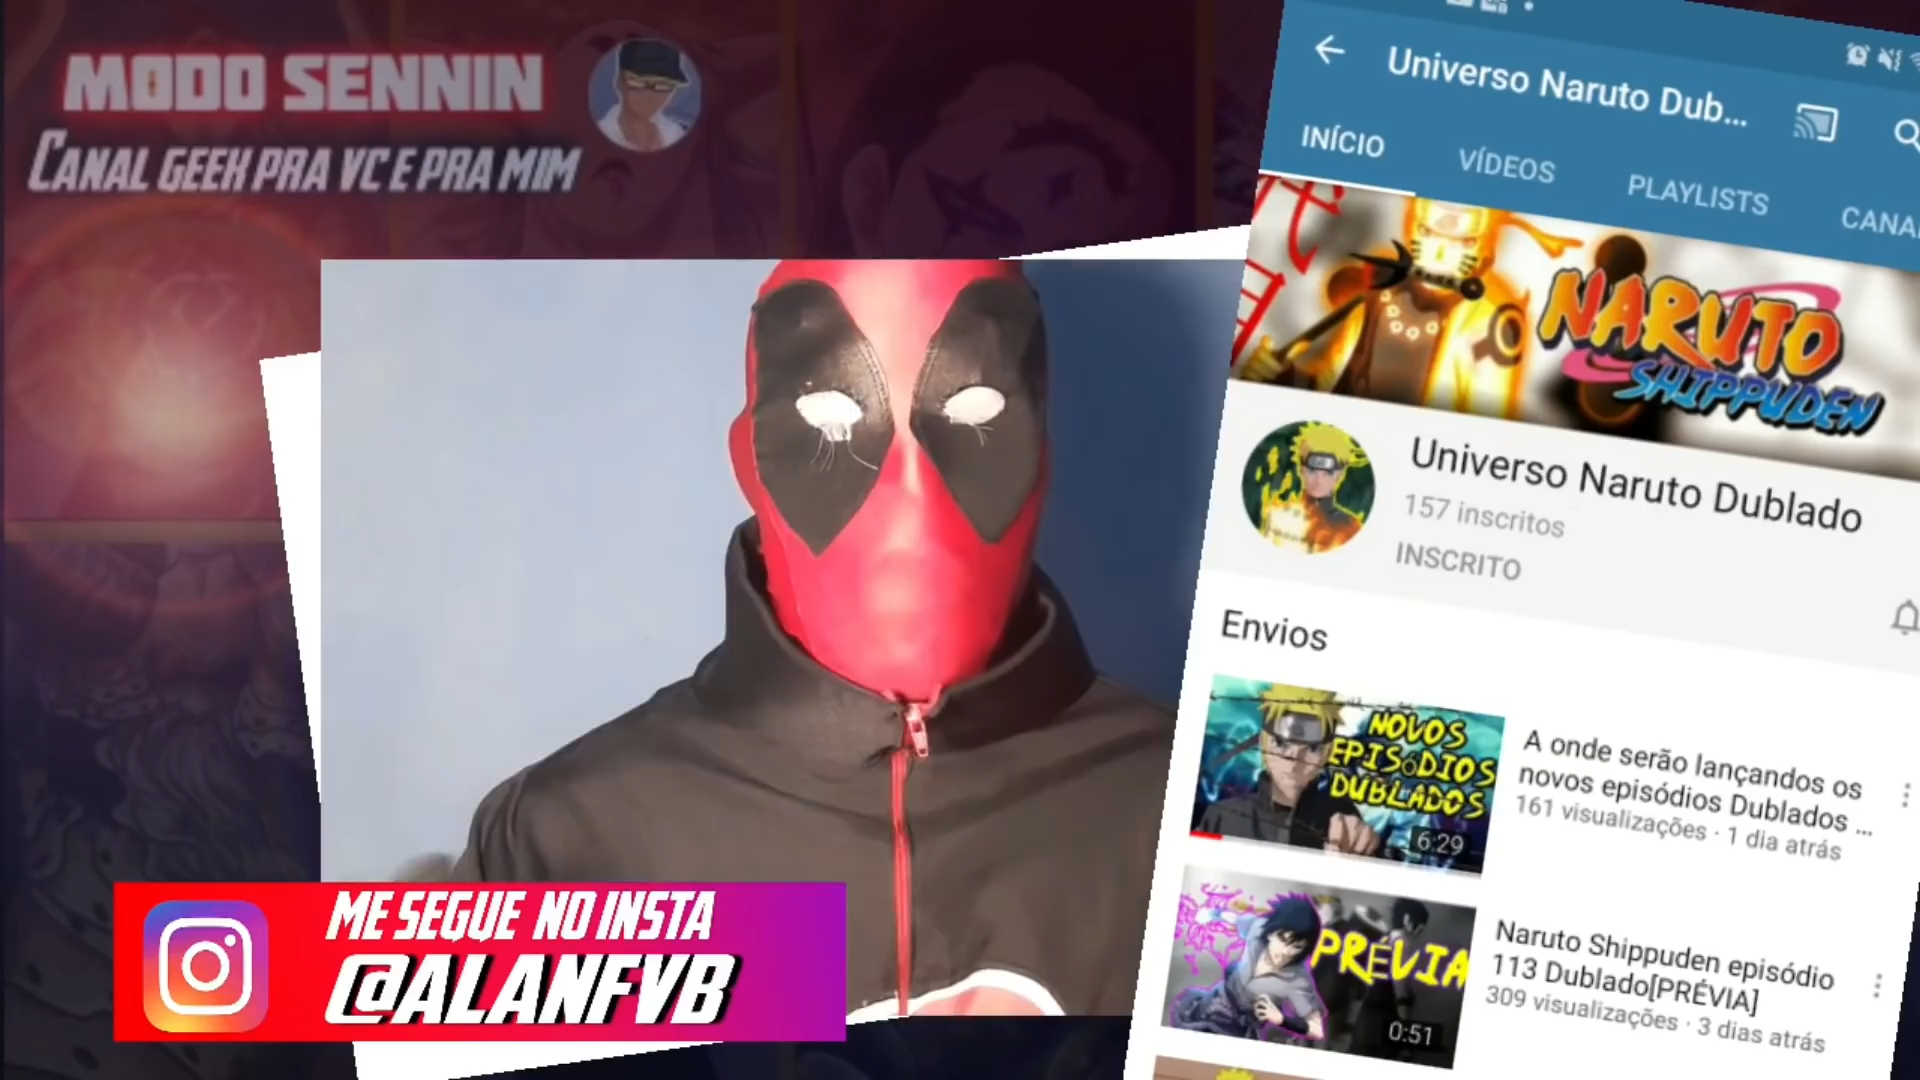 MODO SENNIN
CANAL GEEK PRA VC E PRA MIM
Universo Naruto Dub...
INÍCIO
VÍDEOS
PLAYLISTS
NARUTO
SHIPPUDEN
Universo Naruto Dublado
157 inscritos
INSCRITO
Envios
NOVOS
EPISóDIOS
DUBLADOS
6:29
A onde serão lançandos os
novos episódios Dublados ...
161 visualizações · 1 dia atrás
PRÉVIA
0:51
Naruto Shippuden episódio
113 Dublado[PRÉVIA]
309 visualizações · 3 dias atrás
ME SEGUE NO INSTA
@ALANFVB